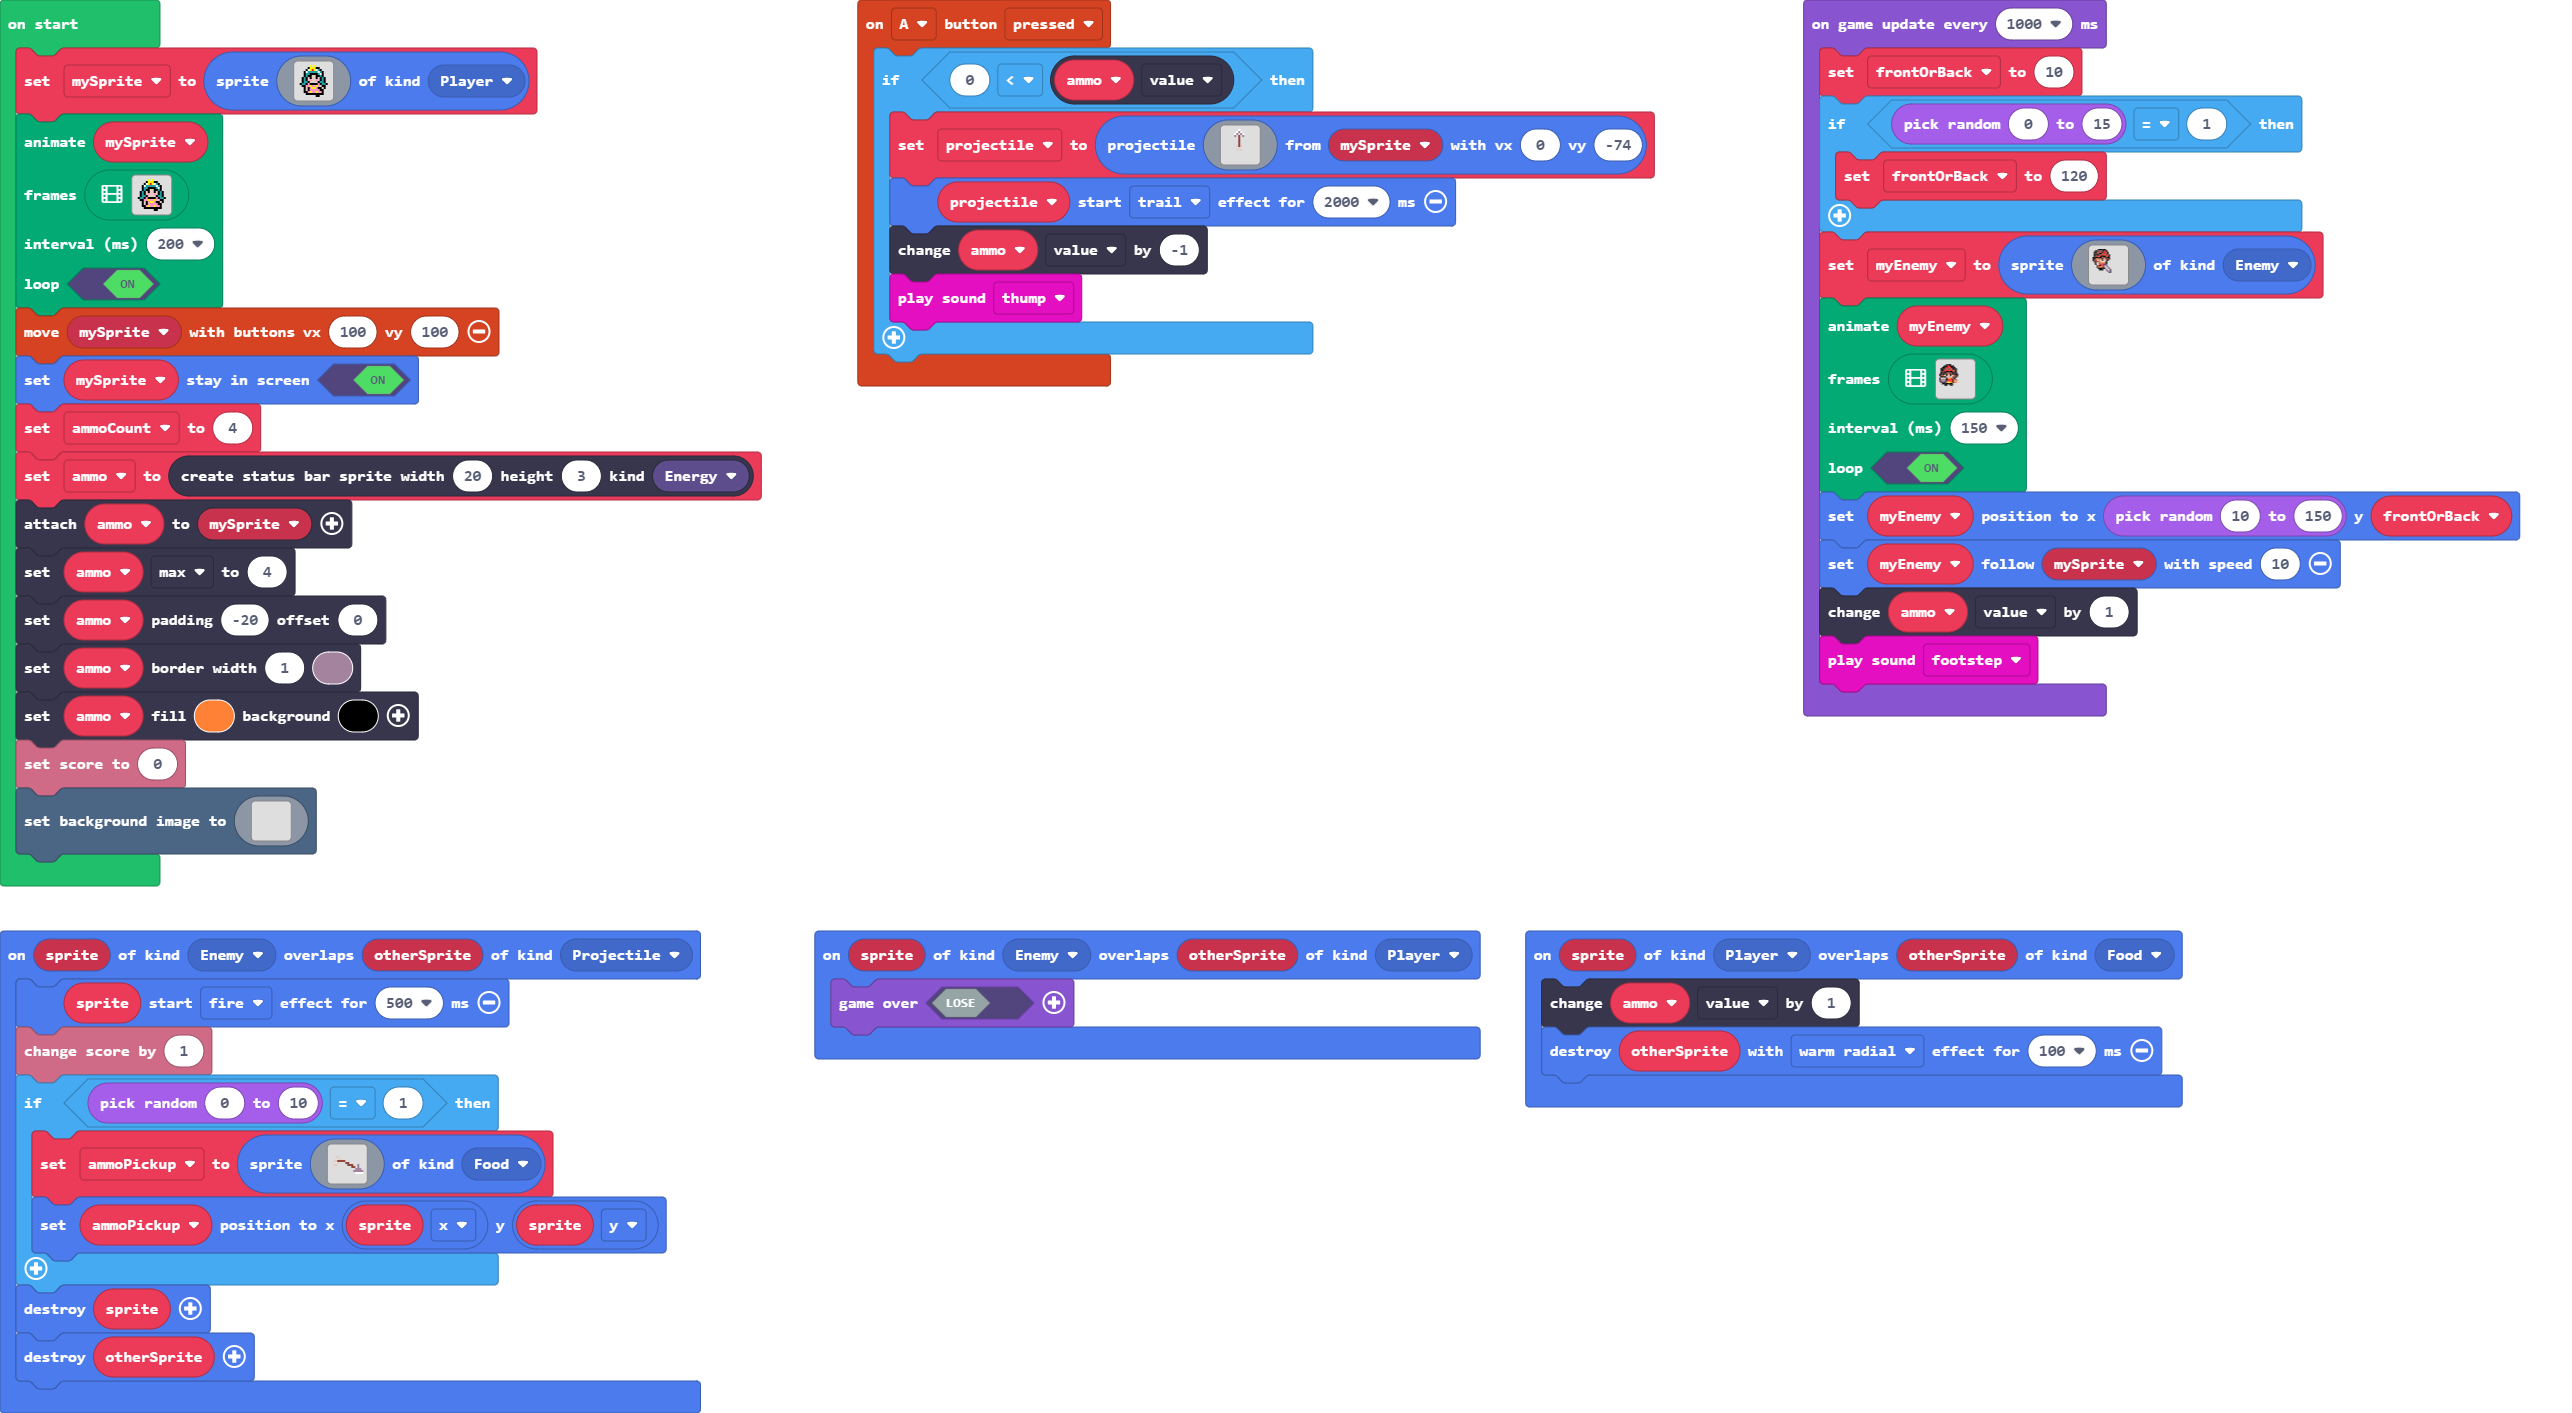 on start
set mySprite to sprite of kind Player
animate mySprite
frames
interval (ms) 200
loop ON
move mySprite with buttons vx 100 vy 100
set mySprite stay in screen ON
set ammoCount to 4
set ammo to create status bar sprite width 20 height 3 kind Energy
attach ammo to mySprite
set ammo max to 4
set ammo padding -20 offset 0
set ammo border width 1
set ammo fill background
set score to 0
set background image to
on A button pressed
if 0 < ammo value then
set projectile to projectile from mySprite with vx 0 vy -74
projectile start trail effect for 2000 ms
change ammo value by -1
play sound thump
on game update every 1000 ms
set frontOrBack to 10
if pick random 0 to 15 = 1 then
set frontOrBack to 120
set myEnemy to sprite of kind Enemy
animate myEnemy
frames
interval (ms) 150
loop ON
set myEnemy position to x pick random 10 to 150 y frontOrBack
set myEnemy follow mySprite with speed 10
change ammo value by 1
play sound footstep
on sprite of kind Enemy overlaps otherSprite of kind Projectile
sprite start fire effect for 500 ms
change score by 1
if pick random 0 to 10 = 1 then
set ammoPickup to sprite of kind Food
set ammoPickup position to x sprite x y sprite y
destroy sprite
destroy otherSprite
on sprite of kind Enemy overlaps otherSprite of kind Player
game over LOSE
on sprite of kind Player overlaps otherSprite of kind Food
change ammo value by 1
destroy otherSprite with warm radial effect for 100 ms